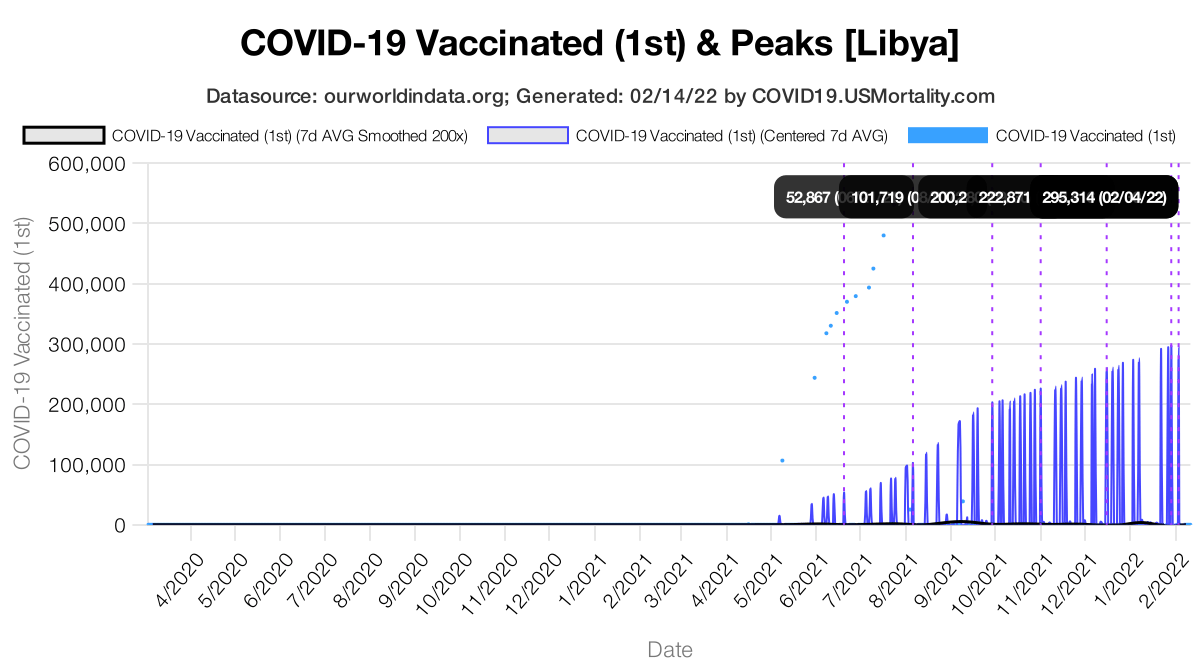 COVID-19 Vaccinated (1st) & Peaks [Libya]
Datasource: ourworldindata.org; Generated: 02/14/22 by COVID19.USMortality.com
COVID-19 Vaccinated (1st) (7d AVG Smoothed 200x) COVID-19 Vaccinated (1st) (Centered 7d AVG) COVID-19 Vaccinated (1st)
COVID-19 Vaccinated (1st)
600,000
500,000
400,000
300,000
200,000
100,000
0
52,867 101,719 222,871 295,314 (02/04/22)
4/2020 5/2020 6/2020 7/2020 8/2020 9/2020 10/2020 11/2020 12/2020 1/2021 2/2021 3/2021 4/2021 5/2021 6/2021 7/2021 8/2021 9/2021 10/2021 11/2021 12/2021 1/2022 2/2022
Date